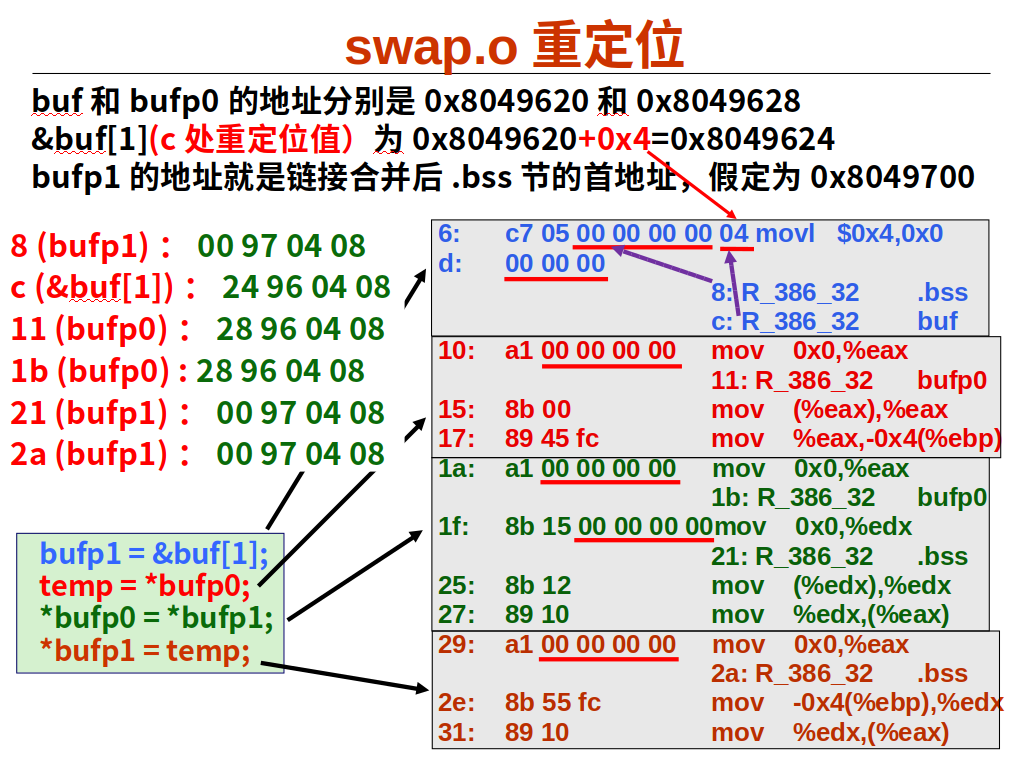 swap.o 重定位
buf 和 bufp0 的地址分别是 0x8049620 和 0x8049628
&buf[1](c 处重定位值） 为 0x8049620+0x4=0x8049624
bufp1 的地址就是链接合并后 .bss 节的首地址，假定为 0x8049700
8 (bufp1) ： 00 97 04 08
c (&buf[1]) ： 24 96 04 08
11 (bufp0) ： 28 96 04 08
1b (bufp0) : 28 96 04 08
21 (bufp1) ： 00 97 04 08
2a (bufp1) ： 00 97 04 08
bufp1 = &buf[1];
temp = *bufp0;
*bufp0 = *bufp1;
*bufp1 = temp;
6: c7 05 00 00 00 00 04 movl $0x4,0x0
d: 00 00 00
8: R_386_32 .bss
c: R_386_32 buf
10: a1 00 00 00 00 mov 0x0,%eax
11: R_386_32 bufp0
15: 8b 00 mov (%eax),%eax
17: 89 45 fc mov %eax,-0x4(%ebp)
1a: a1 00 00 00 00 mov 0x0,%eax
1b: R_386_32 bufp0
1f: 8b 15 00 00 00 00 mov 0x0,%edx
21: R_386_32 .bss
25: 8b 12 mov (%edx),%edx
27: 89 10 mov %edx,(%eax)
29: a1 00 00 00 00 mov 0x0,%eax
2a: R_386_32 .bss
2e: 8b 55 fc mov -0x4(%ebp),%edx
31: 89 10 mov %edx,(%eax)